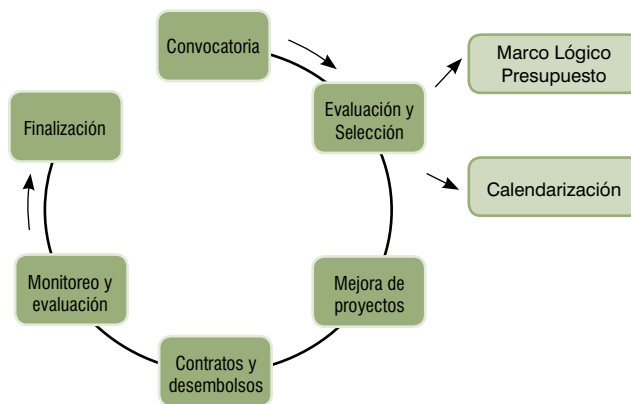 Convocatoria
Evaluación y
Selección
Marco Lógico
Presupuesto
Calendarización
Mejora de
proyectos
Contratos y
desembolsos
Monitoreo y
evaluación
Finalización